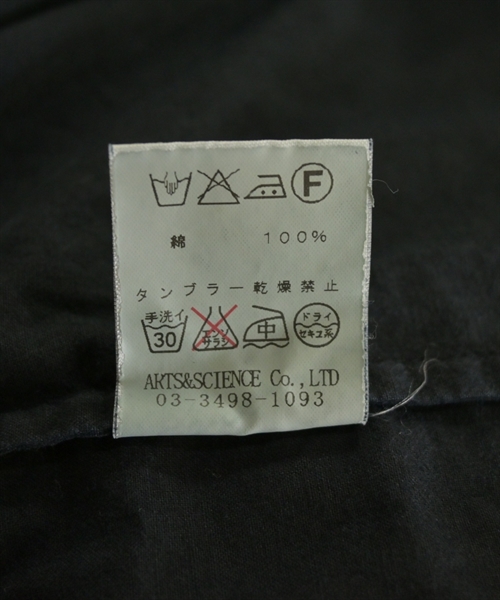 F
綿 100%
タンブラー乾燥禁止
手洗イ 30 エンソサラシ 中 ドライ セキユ系
ARTS&SCIENCE Co.,LTD
03-3498-1093